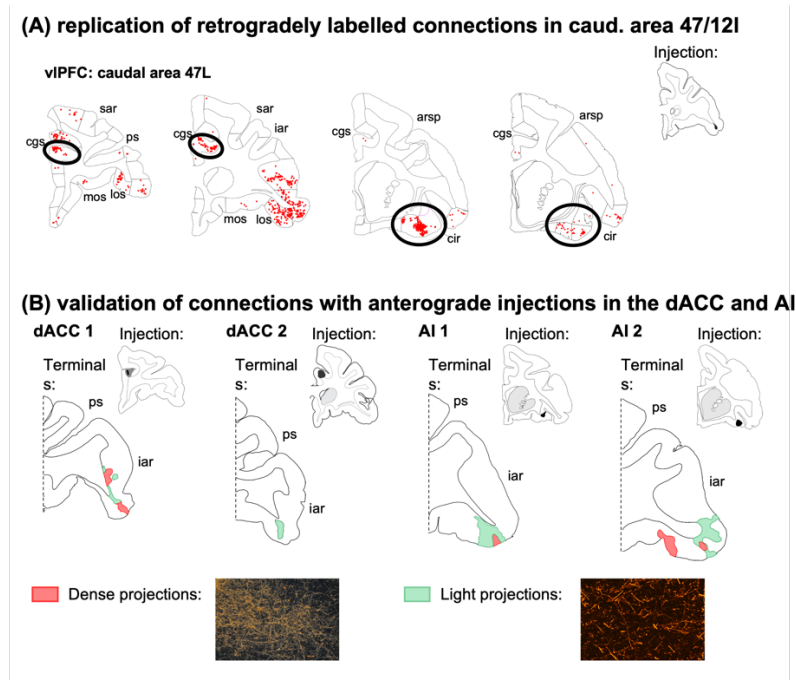 (A) replication of retrogradely labelled connections in caud. area 47/12l
Injection:
vlPFC: caudal area 47L
sar
cgs
ps
mos
los
sar
cgs
iar
mos
los
arsp
cgs
cir
arsp
cgs
cir
(B) validation of connections with anterograde injections in the dACC and AI
dACC 1
Injection:
Terminal
s:
ps
iar
dACC 2
Injection:
Terminal
s:
ps
iar
AI 1
Injection:
Terminal
s:
ps
iar
AI 2
Injection:
Terminal
s:
ps
iar
Dense projections:
Light projections: